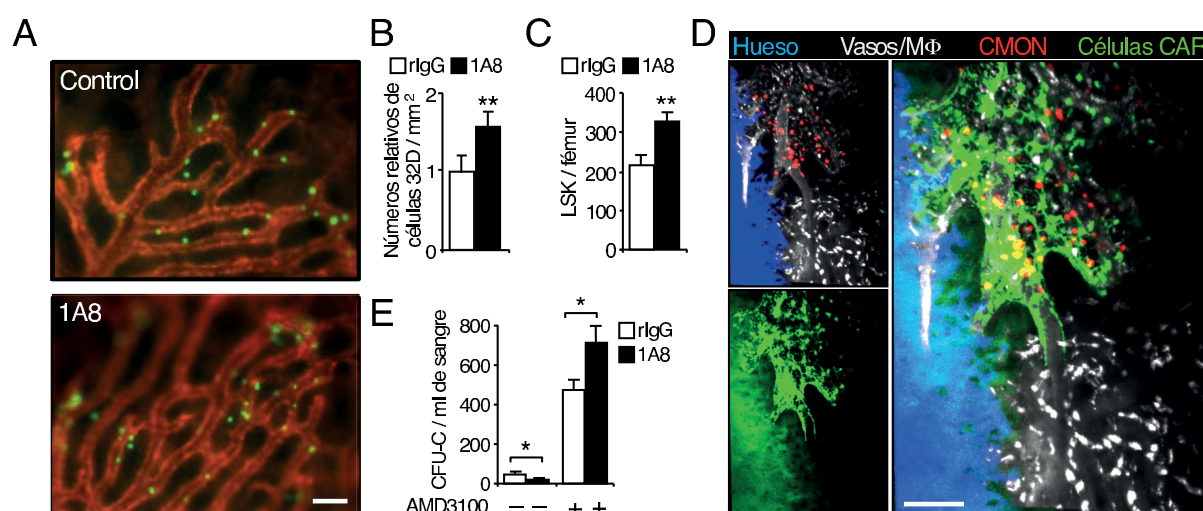 A
Control
1A8
B
rIgG 1A8
Números relativos de
células 32D / mm²
2
1
0
**
C
rIgG 1A8
LSK / fémur
400
300
200
100
0
**
D
Hueso Vasos/MΦ CMON Células CAR
E
CFU-C / ml de sangre
800
600
400
200
0
*
*
rIgG
1A8
AMD3100 – – + +